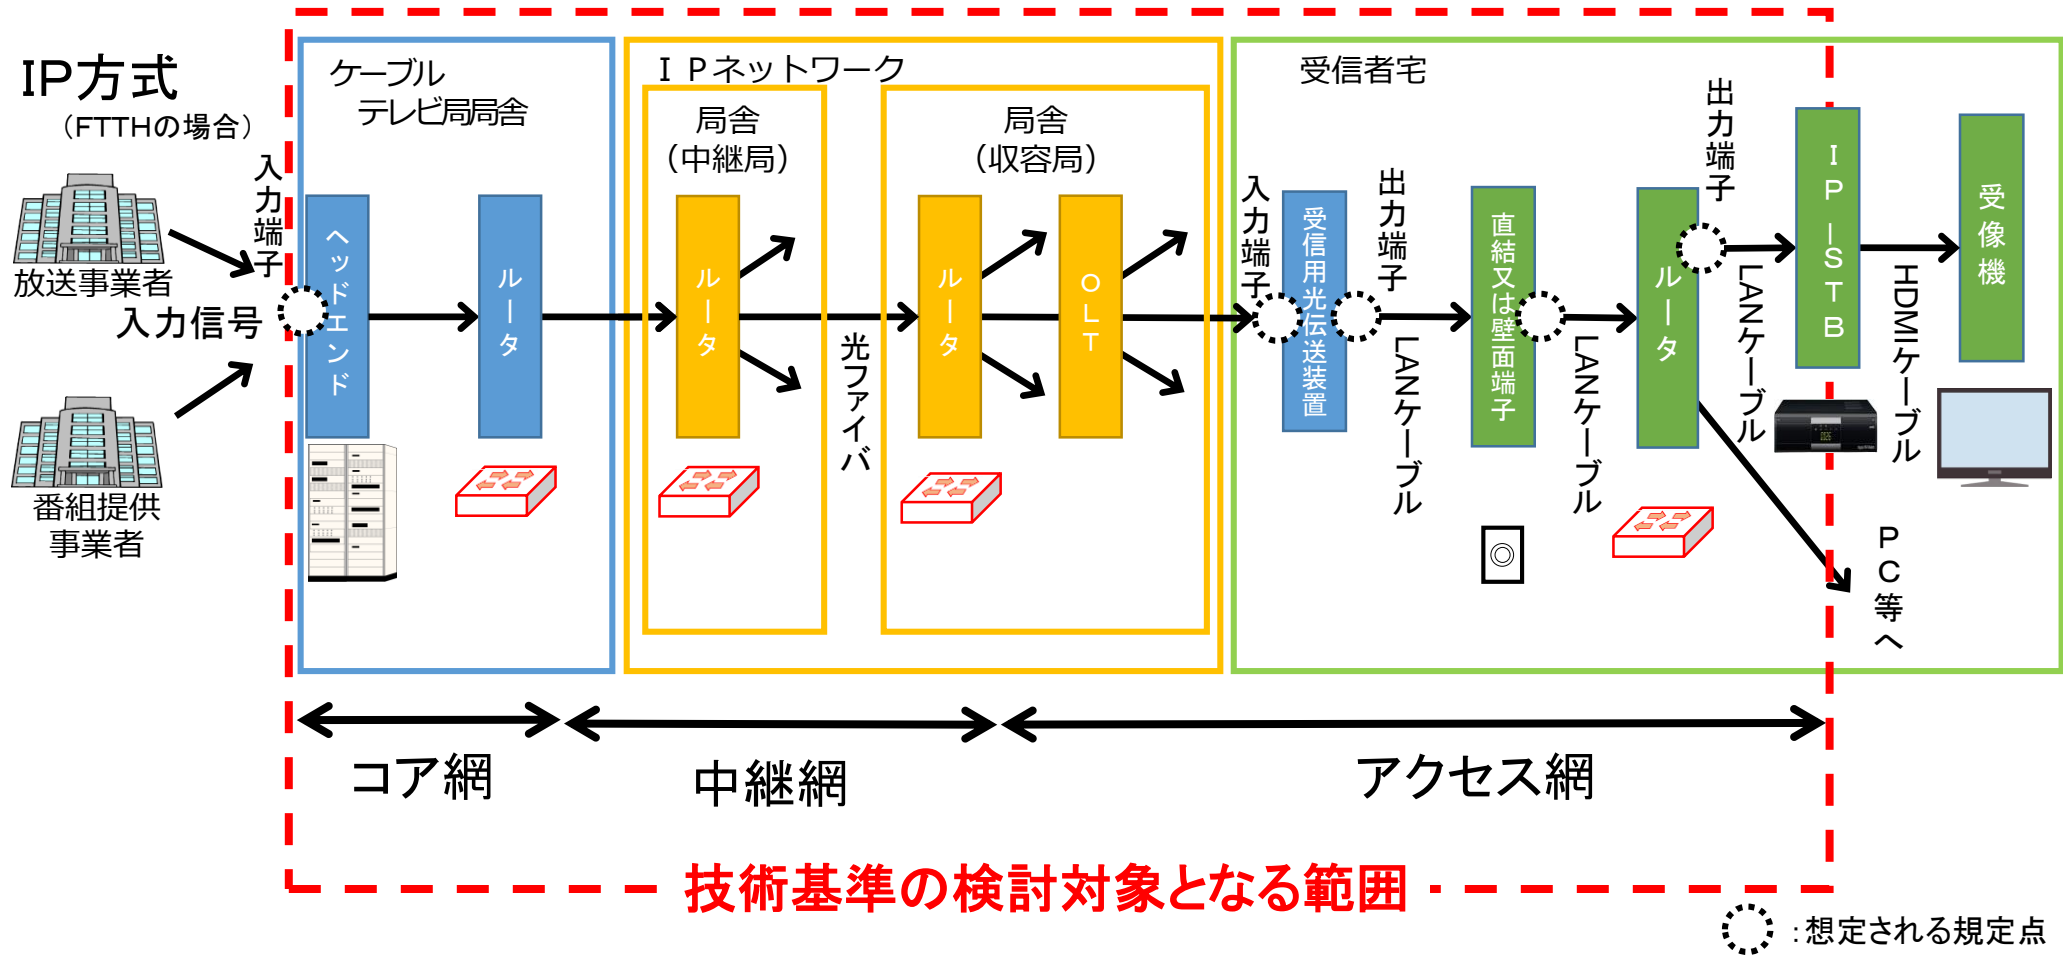 IP方式
（FTTHの場合）
放送事業者
入力信号
番組提供
事業者
入力端子
ケーブル
テレビ局局舎
ヘッドエンド
ルータ
ＩＰネットワーク
局舎
（中継局）
ルータ
光ファイバ
局舎
（収容局）
ルータ
OLT
受信者宅
入力端子
受信用光伝送装置
出力端子
LANケーブル
直結又は壁面端子
LANケーブル
ルータ
出力端子
LANケーブル
IP－STB
HDMIケーブル
受像機
PC等へ
コア網
中継網
アクセス網
技術基準の検討対象となる範囲
：想定される規定点